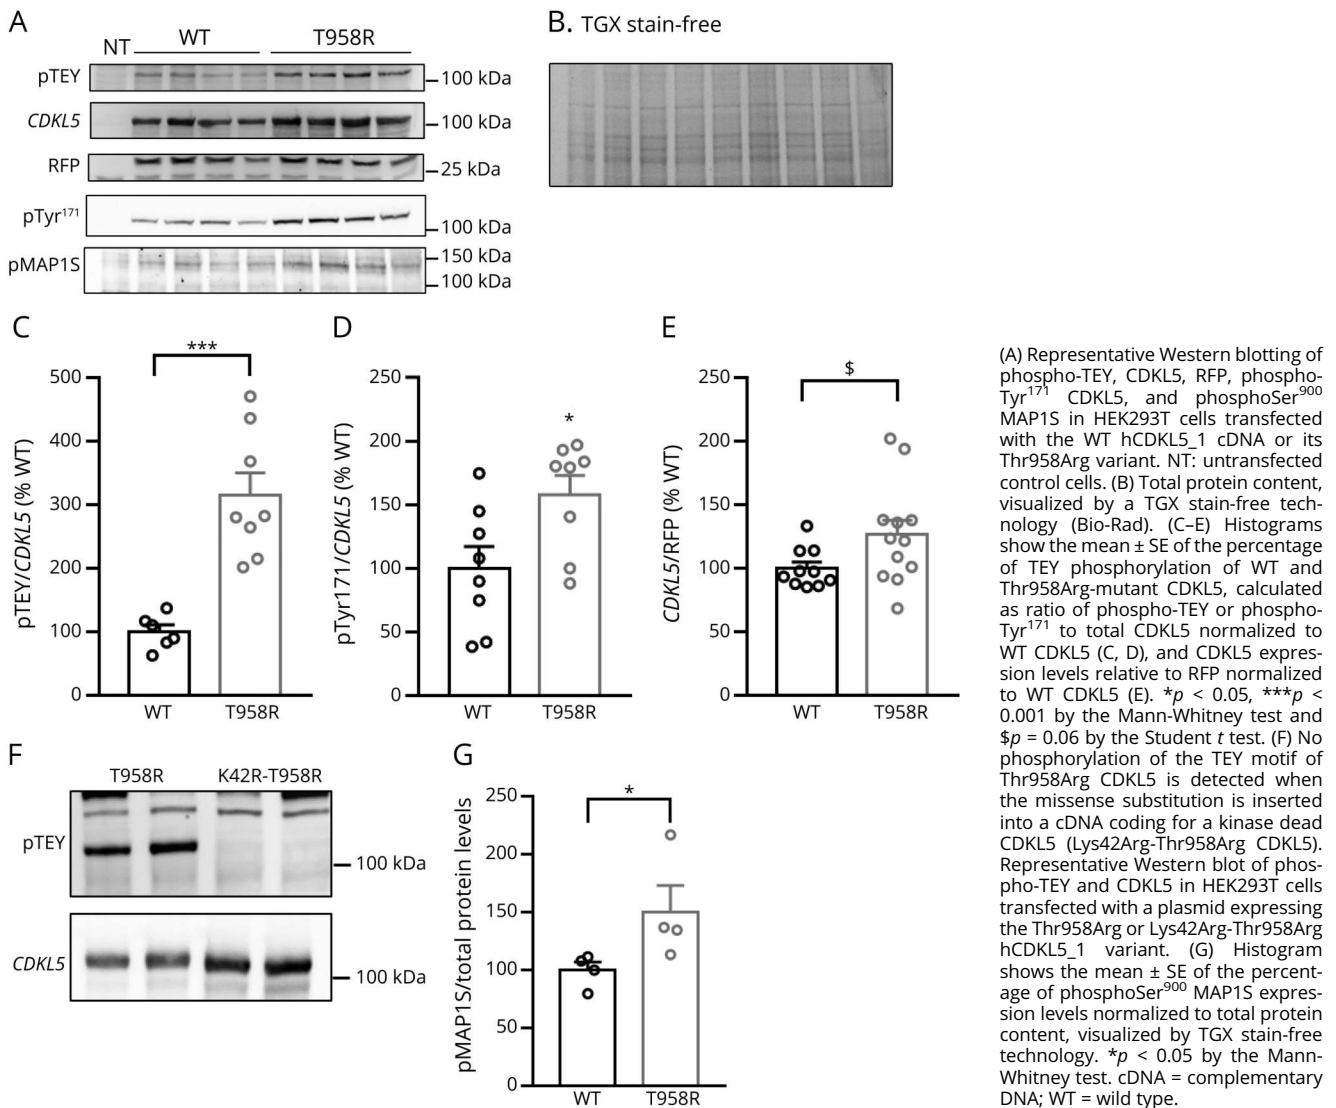 A
B. TGX stain-free
NT WT T958R
pTEY 100 kDa
CDKL5 100 kDa
RFP 25 kDa
pTyr171 100 kDa
pMAP1S 150 kDa
100 kDa
C
***
pTEY/CDKL5 (% WT)
500
400
300
200
100
0
WT T958R
D
*
pTyr171/CDKL5 (% WT)
250
200
150
100
50
0
WT T958R
E
$
CDKL5/RFP (% WT)
250
200
150
100
50
0
WT T958R
F
T958R K42R-T958R
pTEY 100 kDa
CDKL5 100 kDa
G
*
pMAP1S/total protein levels
250
200
150
100
50
0
WT T958R
(A) Representative Western blotting of
phospho-TEY, CDKL5, RFP, phospho-
Tyr171 CDKL5, and phosphoSer900
MAP1S in HEK293T cells transfected
with the WT hCDKL5_1 cDNA or its
Thr958Arg variant. NT: untransfected
control cells. (B) Total protein content,
visualized by a TGX stain-free tech-
nology (Bio-Rad). (C–E) Histograms
show the mean ± SE of the percentage
of TEY phosphorylation of WT and
Thr958Arg-mutant CDKL5, calculated
as ratio of phospho-TEY or phospho-
Tyr171 to total CDKL5 normalized to
WT CDKL5 (C, D), and CDKL5 expres-
sion levels relative to RFP normalized
to WT CDKL5 (E). *p < 0.05, ***p <
0.001 by the Mann-Whitney test and
$p = 0.06 by the Student t test. (F) No
phosphorylation of the TEY motif of
Thr958Arg CDKL5 is detected when
the missense substitution is inserted
into a cDNA coding for a kinase dead
CDKL5 (Lys42Arg-Thr958Arg CDKL5).
Representative Western blot of phos-
pho-TEY and CDKL5 in HEK293T cells
transfected with a plasmid expressing
the Thr958Arg or Lys42Arg-Thr958Arg
hCDKL5_1 variant. (G) Histogram
shows the mean ± SE of the percent-
age of phosphoSer900 MAP1S expres-
sion levels normalized to total protein
content, visualized by TGX stain-free
technology. *p < 0.05 by the Mann-
Whitney test. cDNA = complementary
DNA; WT = wild type.